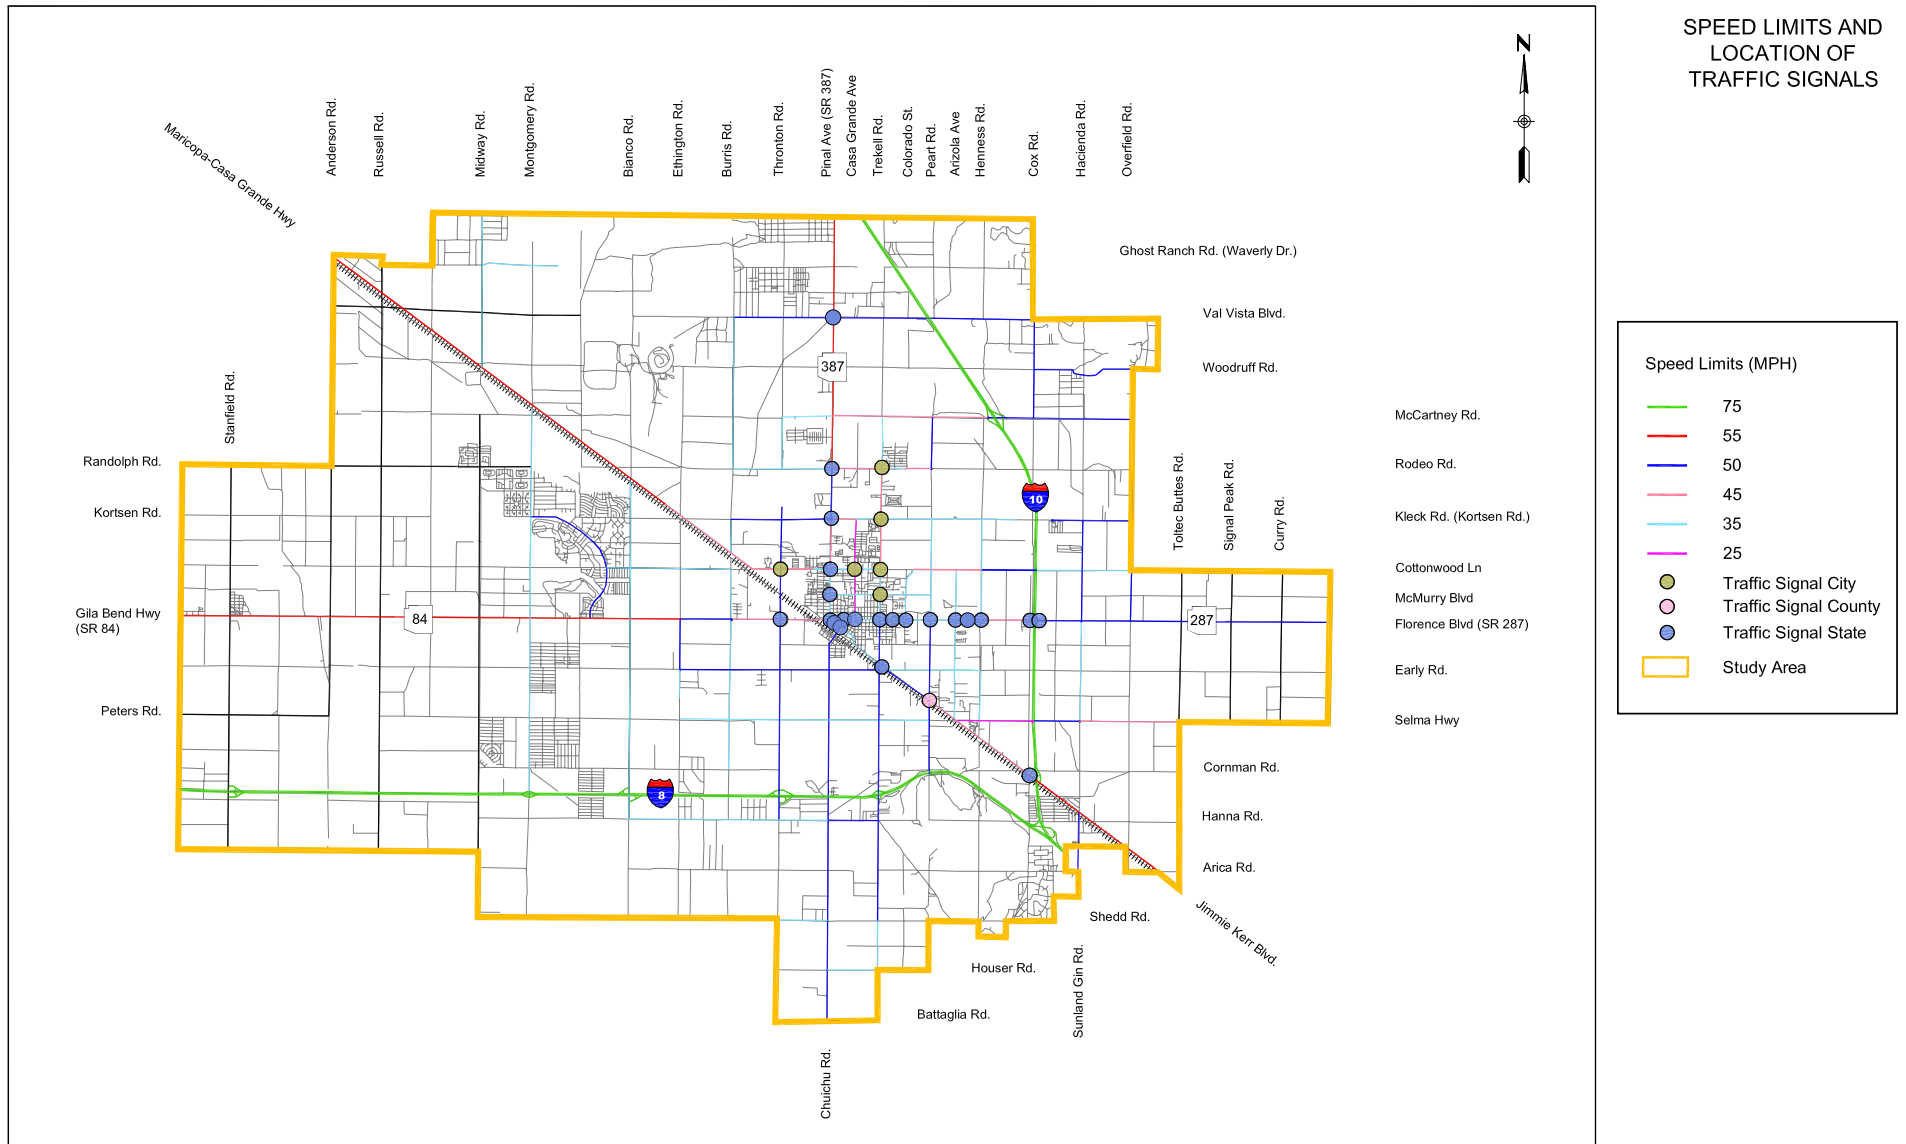 SPEED LIMITS AND
LOCATION OF
TRAFFIC SIGNALS
N
Maricopa-Casa Grande Hwy
Anderson Rd.
Russell Rd.
Midway Rd.
Montgomery Rd.
Bianco Rd.
Ethington Rd.
Burris Rd.
Thronton Rd.
Pinal Ave (SR 387)
Casa Grande Ave
Trekell Rd.
Colorado St.
Peart Rd.
Arizola Ave
Henness Rd.
Cox Rd.
Hacienda Rd.
Overfield Rd.
Ghost Ranch Rd. (Waverly Dr.)
Val Vista Blvd.
Woodruff Rd.
McCartney Rd.
Rodeo Rd.
Kleck Rd. (Kortsen Rd.)
Cottonwood Ln
McMurry Blvd
Florence Blvd (SR 287)
Early Rd.
Selma Hwy
Cornman Rd.
Hanna Rd.
Arica Rd.
Shedd Rd.
Houser Rd.
Battaglia Rd.
Stanfield Rd.
Randolph Rd.
Kortsen Rd.
Gila Bend Hwy
(SR 84)
Peters Rd.
Toltec Buttes Rd.
Signal Peak Rd.
Curry Rd.
387
10
84
287
8
Jimmie Kerr Blvd.
Sunland Gin Rd.
Chuichu Rd.
Speed Limits (MPH)
75
55
50
45
35
25
Traffic Signal City
Traffic Signal County
Traffic Signal State
Study Area